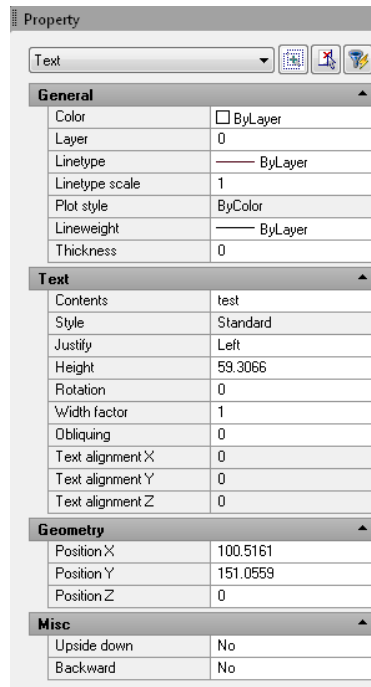 Property
Text
General
Color ByLayer
Layer 0
Linetype ByLayer
Linetype scale 1
Plot style ByColor
Lineweight ByLayer
Thickness 0
Text
Contents test
Style Standard
Justify Left
Height 59.3066
Rotation 0
Width factor 1
Obliquing 0
Text alignment X 0
Text alignment Y 0
Text alignment Z 0
Geometry
Position X 100.5161
Position Y 151.0559
Position Z 0
Misc
Upside down No
Backward No